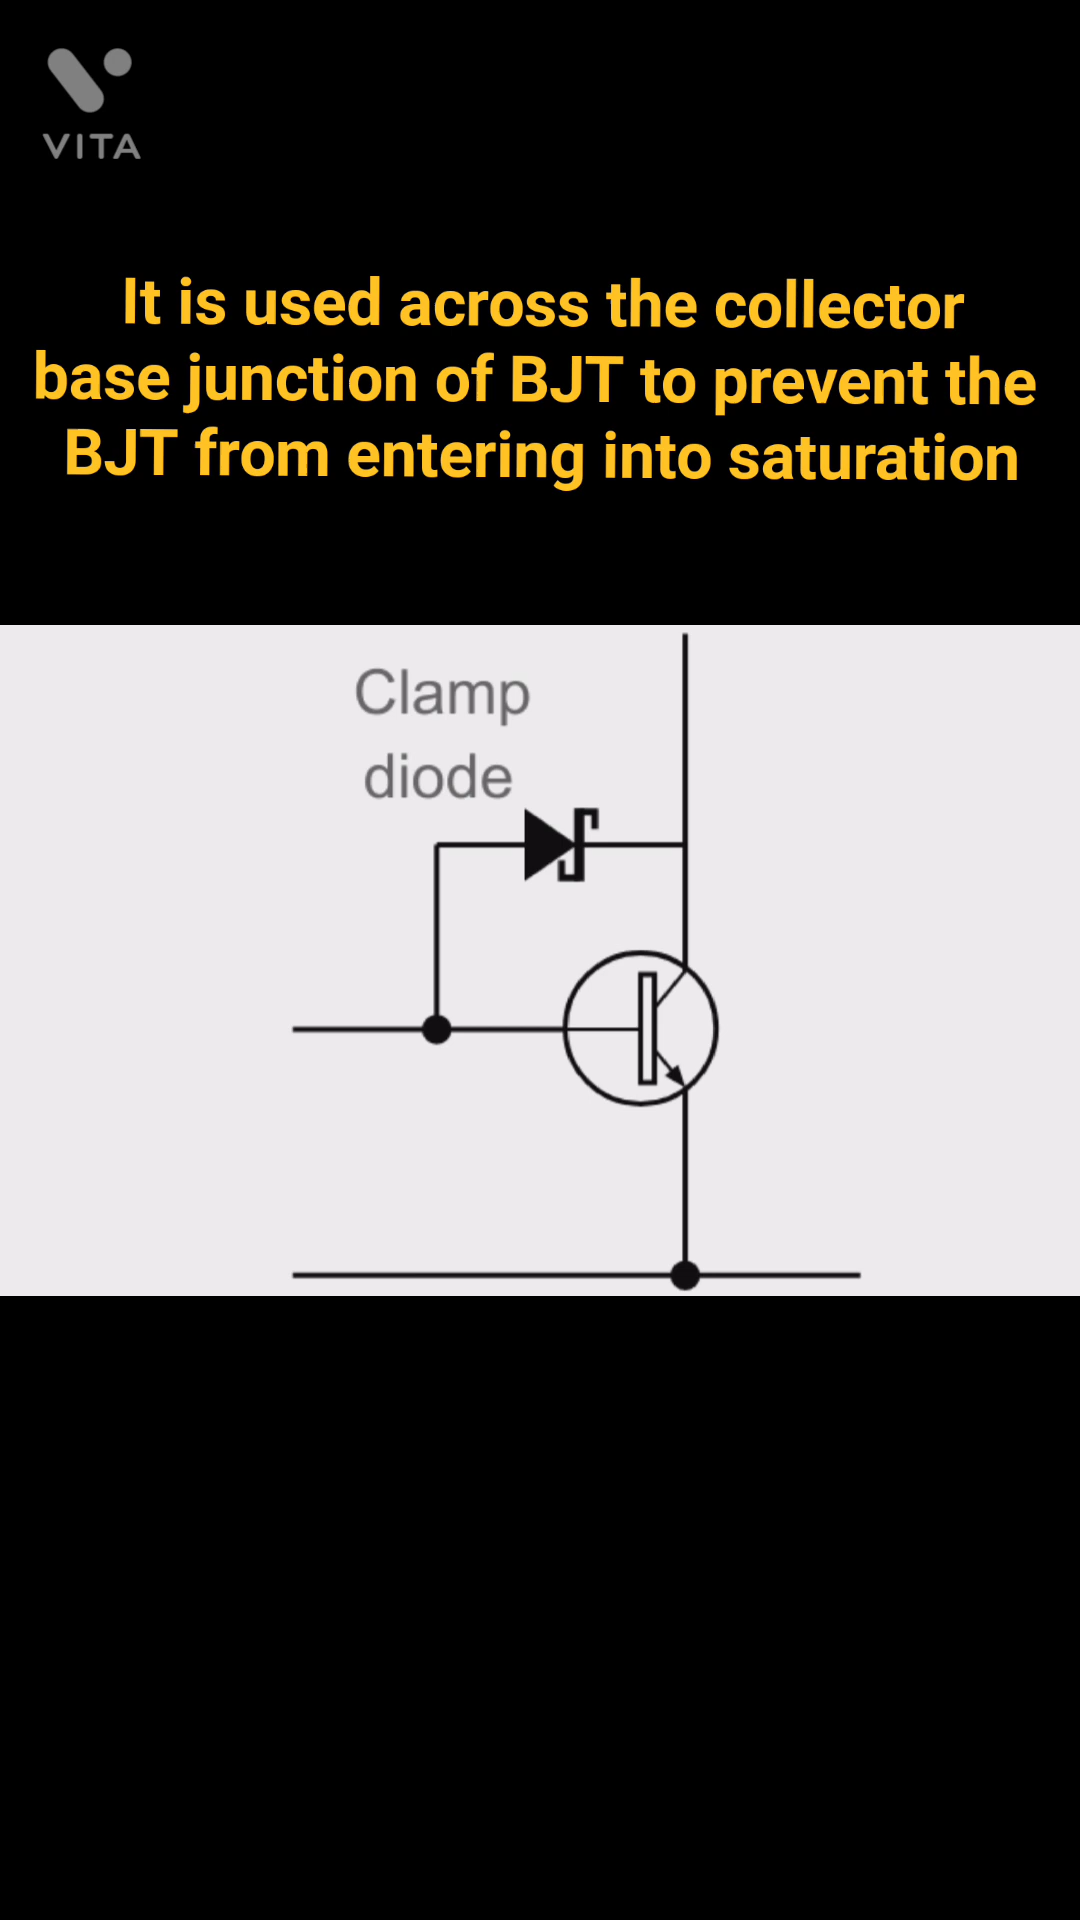 VITA
It is used across the collector
base junction of BJT to prevent the
BJT from entering into saturation
Clamp
diode